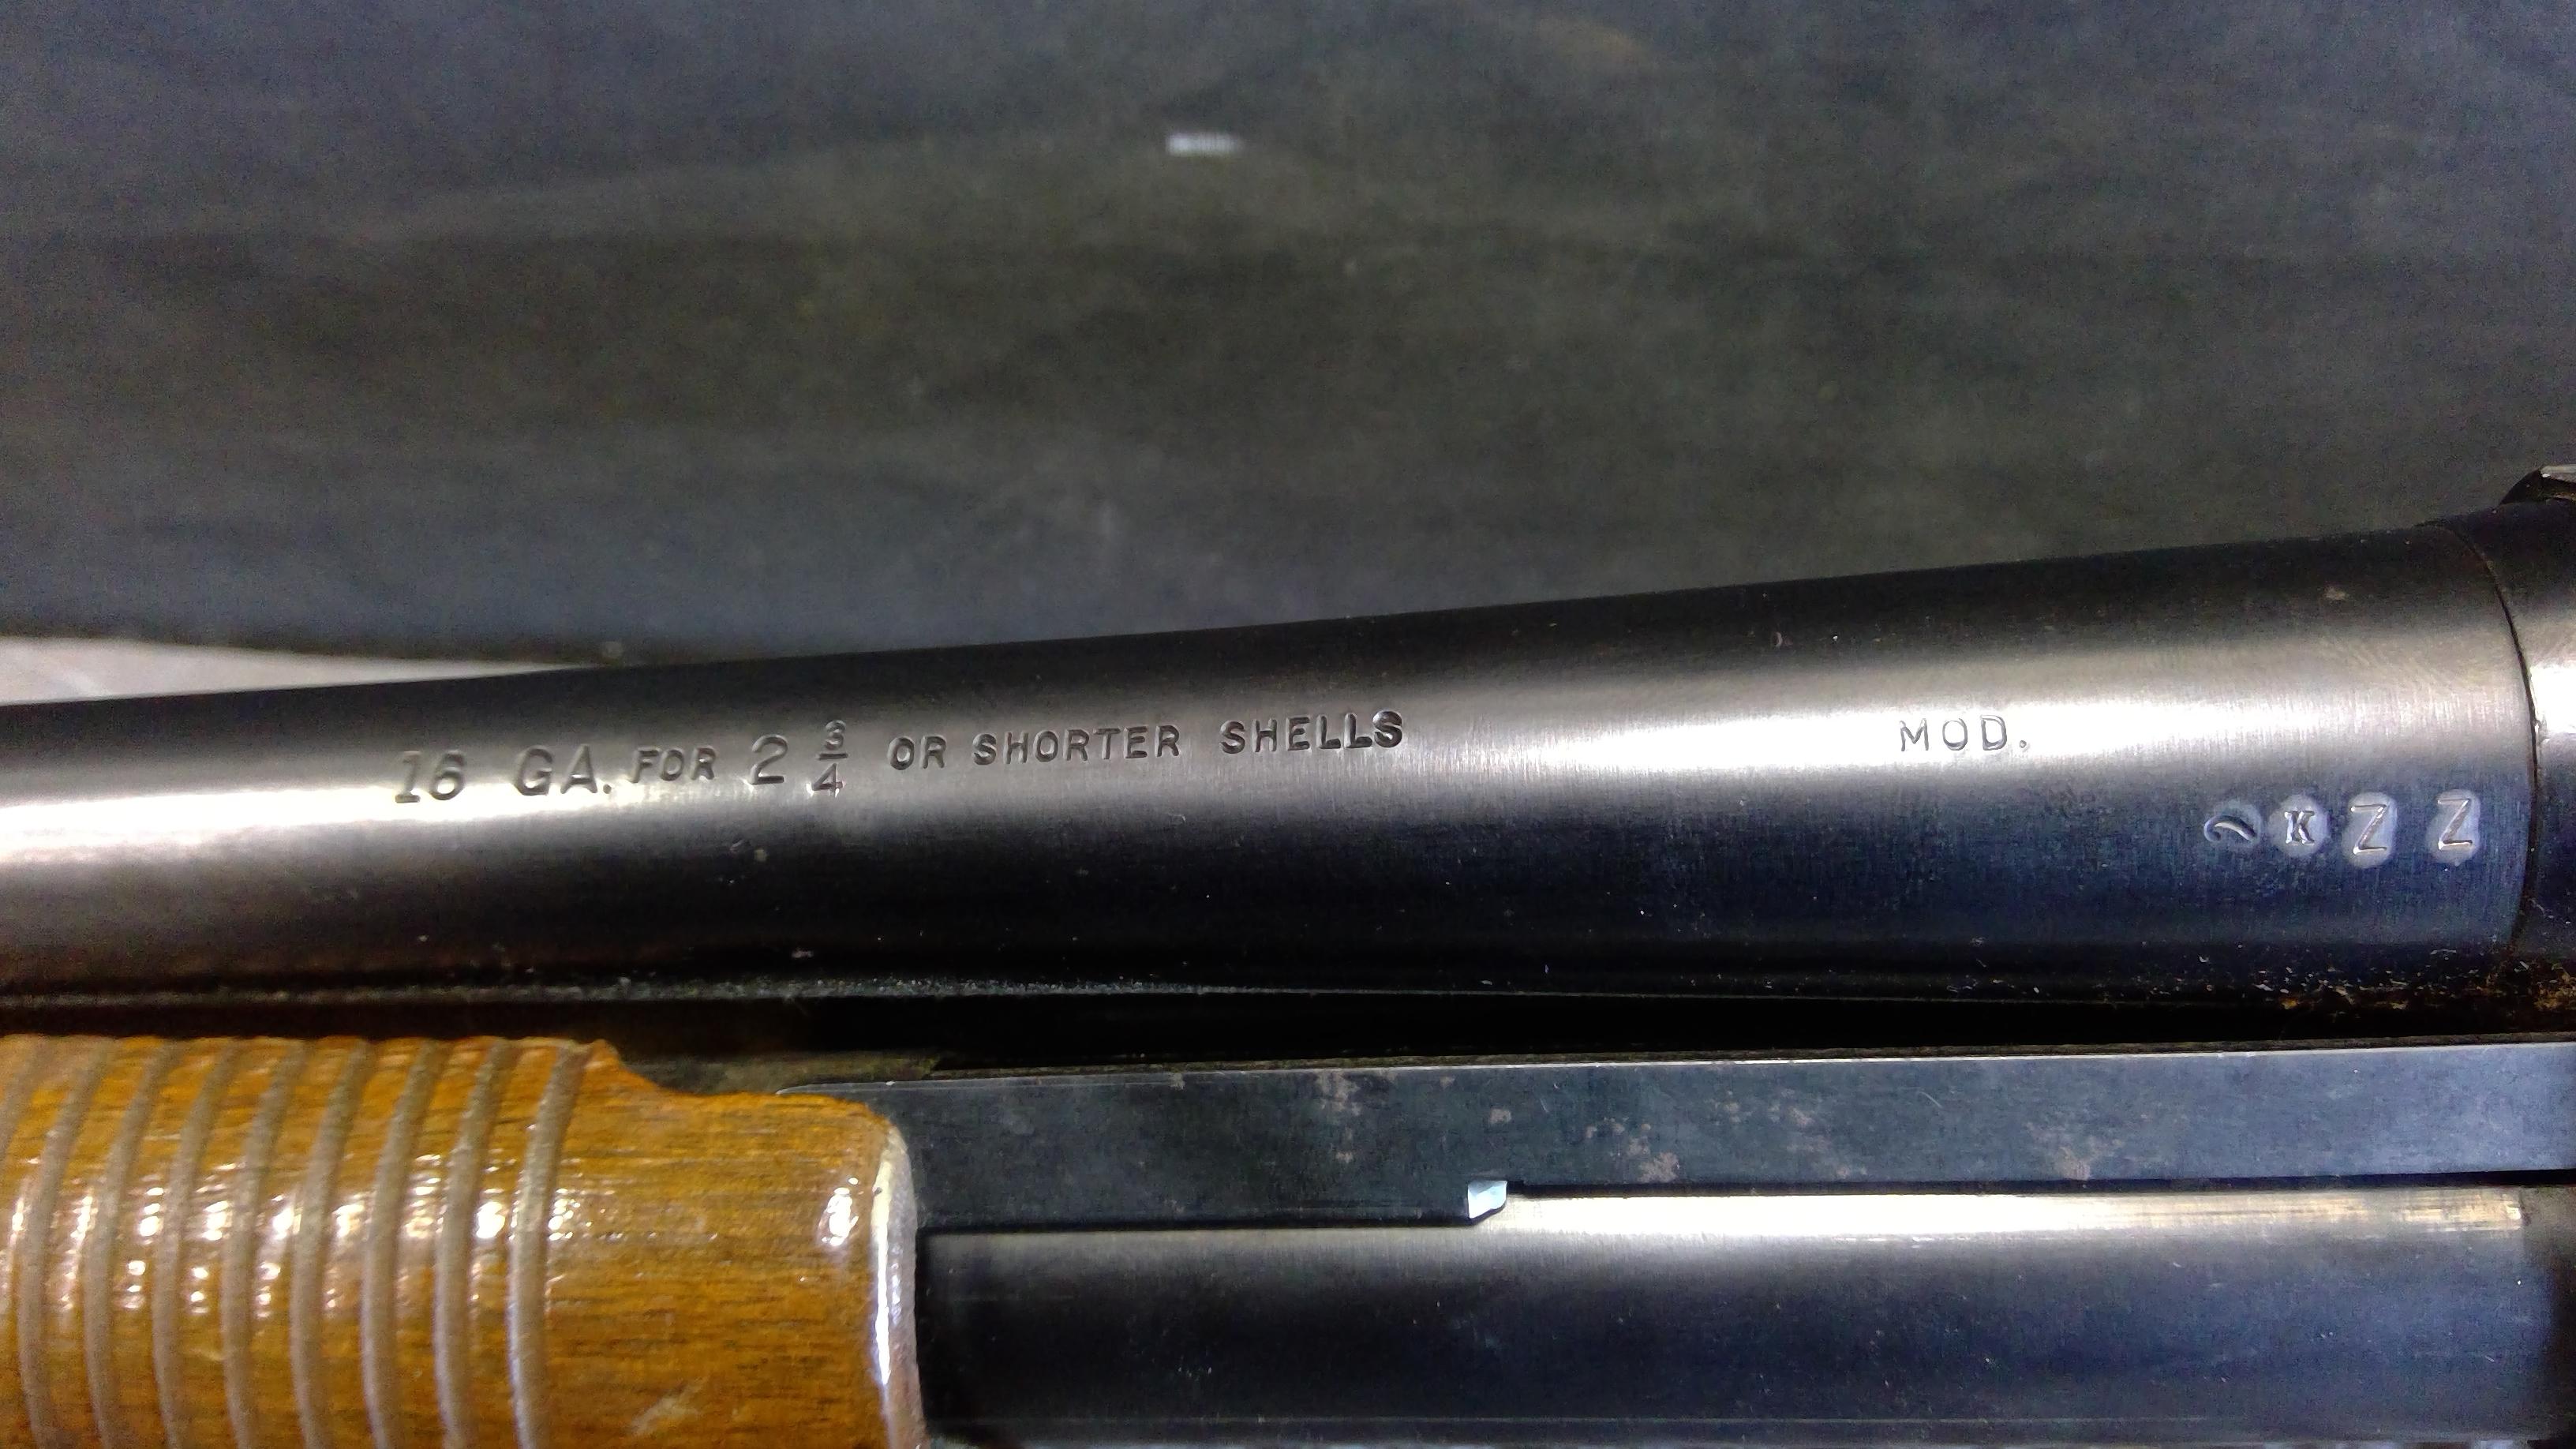 16 GA. FOR 2 3/4 OR SHORTER SHELLS MOD.
K Z Z